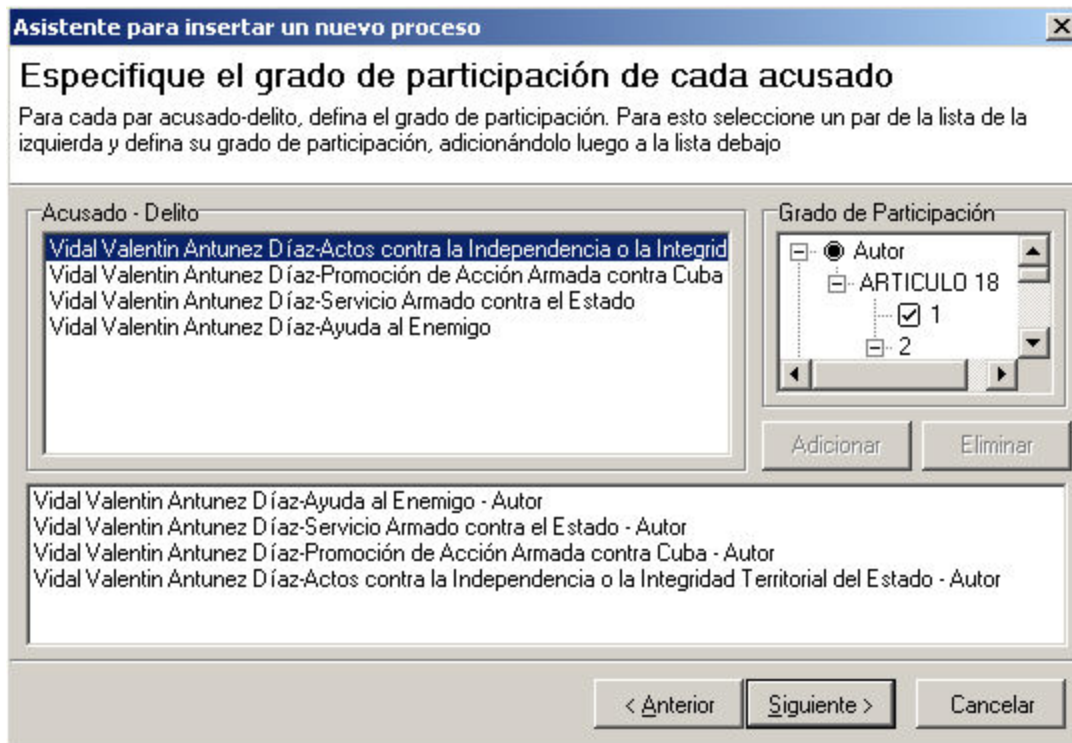 Asistente para insertar un nuevo proceso
Especifique el grado de participación de cada acusado
Para cada par acusado-delito, defina el grado de participación. Para esto seleccione un par de la lista de la
izquierda y defina su grado de participación, adicionándolo luego a la lista debajo
Acusado - Delito
Vidal Valentin Antunez Díaz-Actos contra la Independencia o la Integrid
Vidal Valentin Antunez Díaz-Promoción de Acción Armada contra Cuba
Vidal Valentin Antunez Díaz-Servicio Armado contra el Estado
Vidal Valentin Antunez Díaz-Ayuda al Enemigo
Grado de Participación
Autor
ARTICULO 18
1
2
Adicionar
Eliminar
Vidal Valentin Antunez Díaz-Ayuda al Enemigo - Autor
Vidal Valentin Antunez Díaz-Servicio Armado contra el Estado - Autor
Vidal Valentin Antunez Díaz-Promoción de Acción Armada contra Cuba - Autor
Vidal Valentin Antunez Díaz-Actos contra la Independencia o la Integridad Territorial del Estado - Autor
< Anterior
Siguiente >
Cancelar